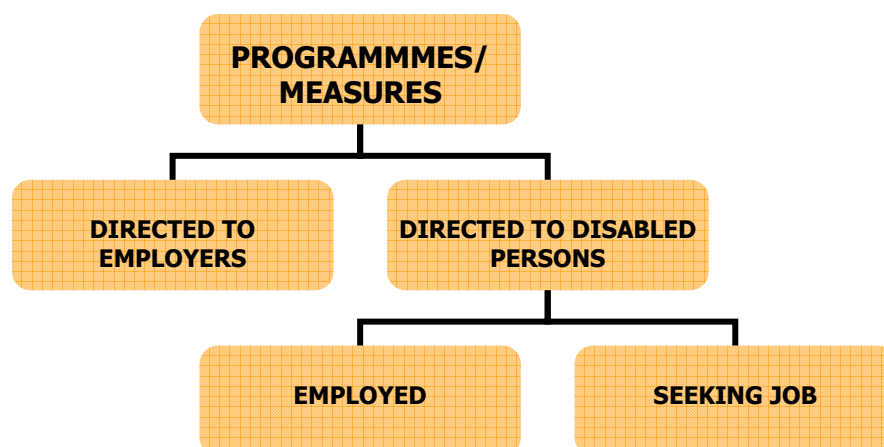 PROGRAMMMES/
MEASURES
DIRECTED TO
EMPLOYERS
DIRECTED TO DISABLED
PERSONS
EMPLOYED
SEEKING JOB